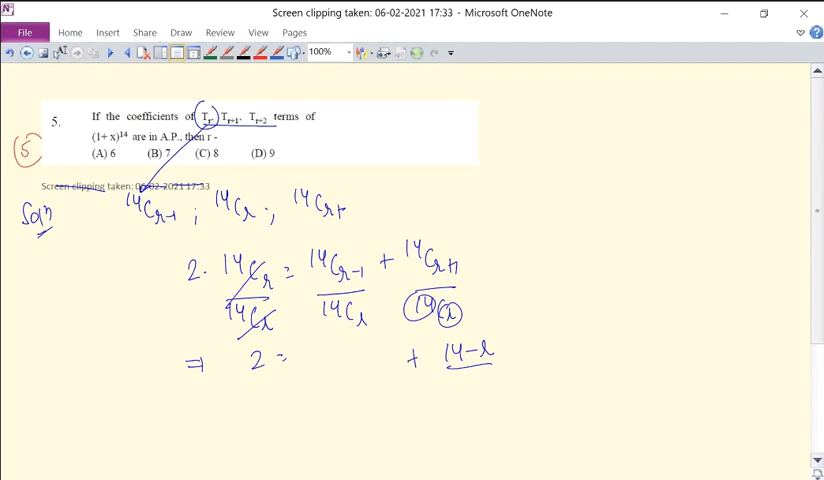 Screen clipping taken: 06-02-2021 17:33 - Microsoft OneNote
File Home Insert Share Draw Review View Pages
100%
5. If the coefficients of Tr, Tr+1, Tr+2 terms of
(1+ x)¹⁴ are in A.P., then r -
(A) 6 (B) 7 (C) 8 (D) 9
5
Screen clipping taken: 06-02-2021 17:33
Soln ¹⁴Cr-1 ; ¹⁴Cr ; ¹⁴Cr+
2. ¹⁴Cr = ¹⁴Cr-1 + ¹⁴Cr+1
¹⁴Cr ¹⁴Cr ¹⁴Cr
⇒ 2 = + 14-r